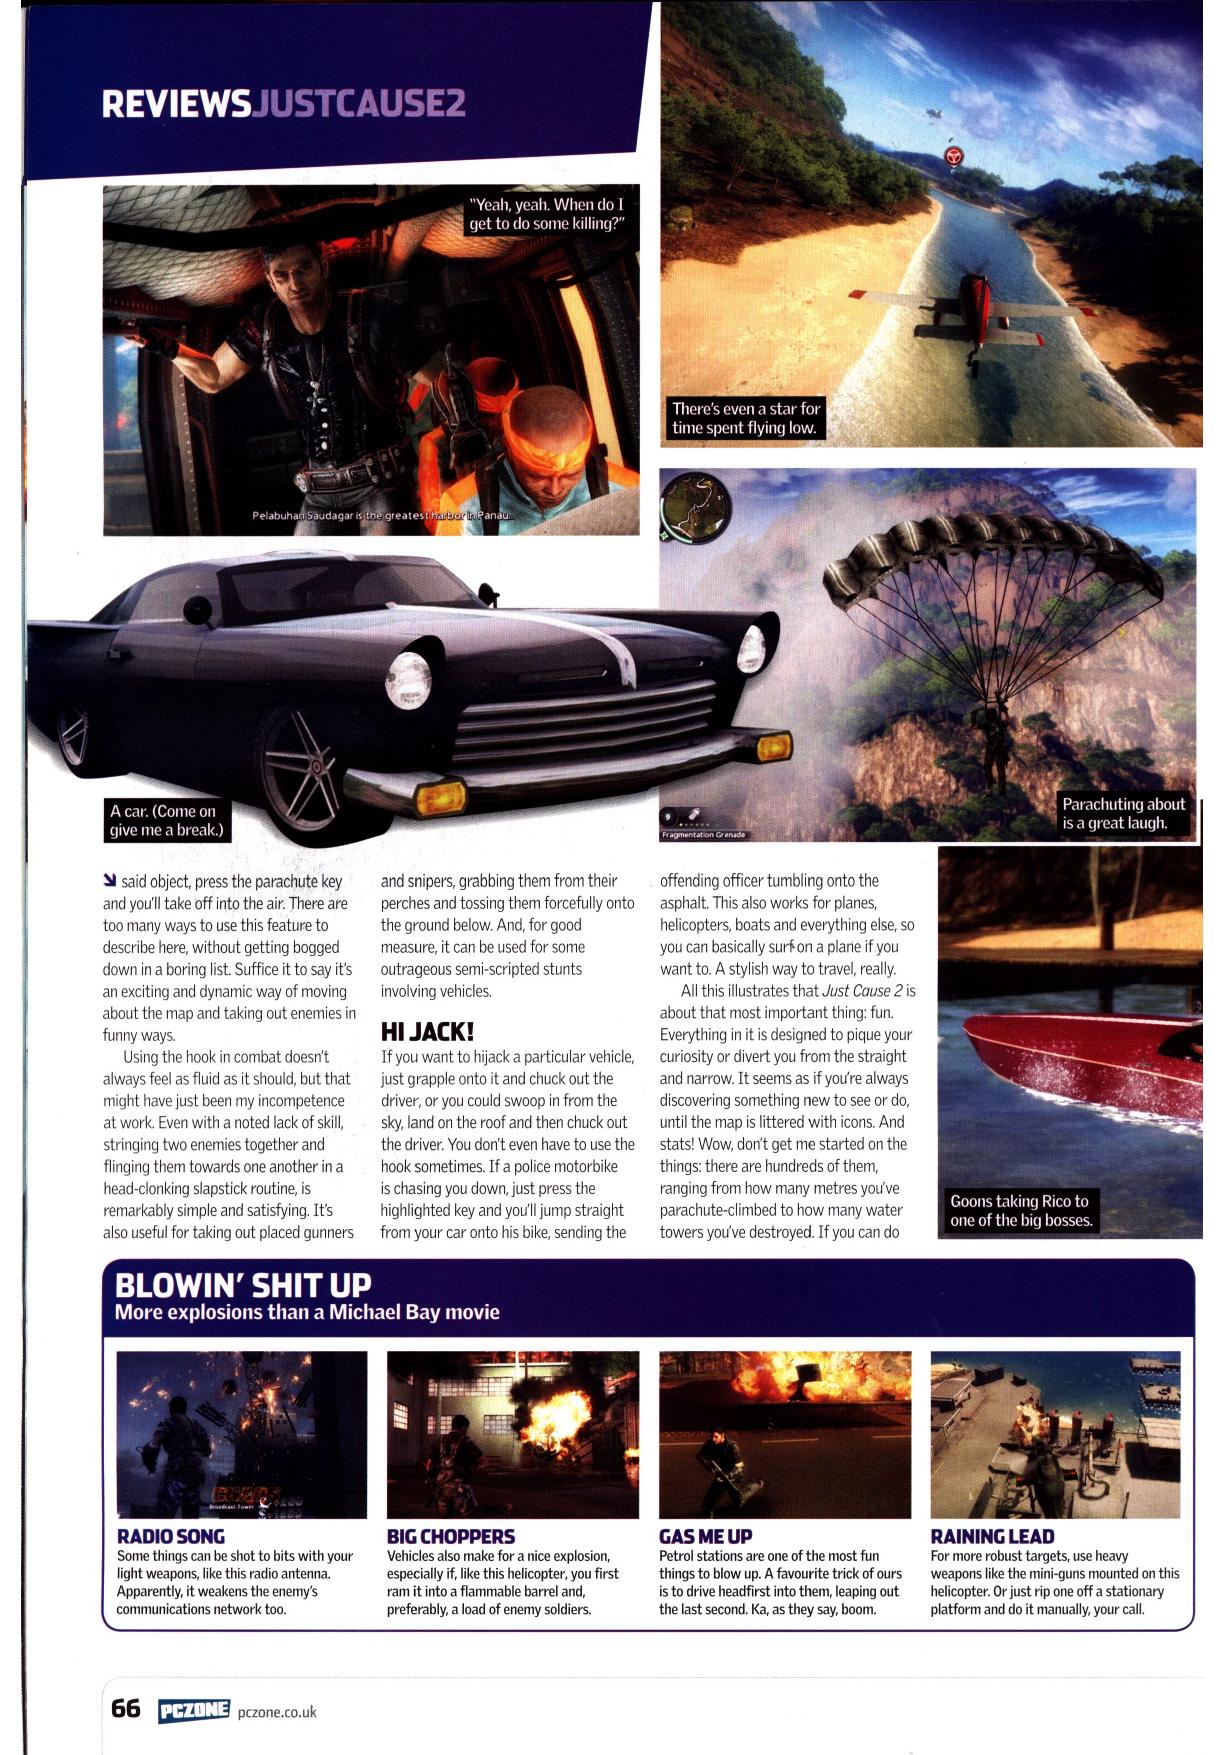 REVIEWSJUSTCAUSE2
"Yeah, yeah. When do I
get to do some killing?"
Pelabuhan Saudagar is the greatest harbor in Panau...
There's even a star for
time spent flying low.
9
Fragmentation Grenade
Parachuting about
is a great laugh.
A car. (Come on
give me a break.)
said object, press the parachute key
and you'll take off into the air. There are
too many ways to use this feature to
describe here, without getting bogged
down in a boring list. Suffice it to say it's
an exciting and dynamic way of moving
about the map and taking out enemies in
funny ways.
Using the hook in combat doesn't
always feel as fluid as it should, but that
might have just been my incompetence
at work. Even with a noted lack of skill,
stringing two enemies together and
flinging them towards one another in a
head-clonking slapstick routine, is
remarkably simple and satisfying. It's
also useful for taking out placed gunners
and snipers, grabbing them from their
perches and tossing them forcefully onto
the ground below. And, for good
measure, it can be used for some
outrageous semi-scripted stunts
involving vehicles.
HI JACK!
If you want to hijack a particular vehicle,
just grapple onto it and chuck out the
driver, or you could swoop in from the
sky, land on the roof and then chuck out
the driver. You don't even have to use the
hook sometimes. If a police motorbike
is chasing you down, just press the
highlighted key and you'll jump straight
from your car onto his bike, sending the
offending officer tumbling onto the
asphalt. This also works for planes,
helicopters, boats and everything else, so
you can basically surf on a plane if you
want to. A stylish way to travel, really.
All this illustrates that Just Cause 2 is
about that most important thing: fun.
Everything in it is designed to pique your
curiosity or divert you from the straight
and narrow. It seems as if you're always
discovering something new to see or do,
until the map is littered with icons. And
stats! Wow, don't get me started on the
things: there are hundreds of them,
ranging from how many metres you've
parachute-climbed to how many water
towers you've destroyed. If you can do
Goons taking Rico to
one of the big bosses.
BLOWIN' SHIT UP
More explosions than a Michael Bay movie
Broadcast Tower
RADIO SONG
Some things can be shot to bits with your
light weapons, like this radio antenna.
Apparently, it weakens the enemy's
communications network too.
BIG CHOPPERS
Vehicles also make for a nice explosion,
especially if, like this helicopter, you first
ram it into a flammable barrel and,
preferably, a load of enemy soldiers.
GAS ME UP
Petrol stations are one of the most fun
things to blow up. A favourite trick of ours
is to drive headfirst into them, leaping out
the last second. Ka, as they say, boom.
RAINING LEAD
For more robust targets, use heavy
weapons like the mini-guns mounted on this
helicopter. Or just rip one off a stationary
platform and do it manually, your call.
66 PCZONE pczone.co.uk